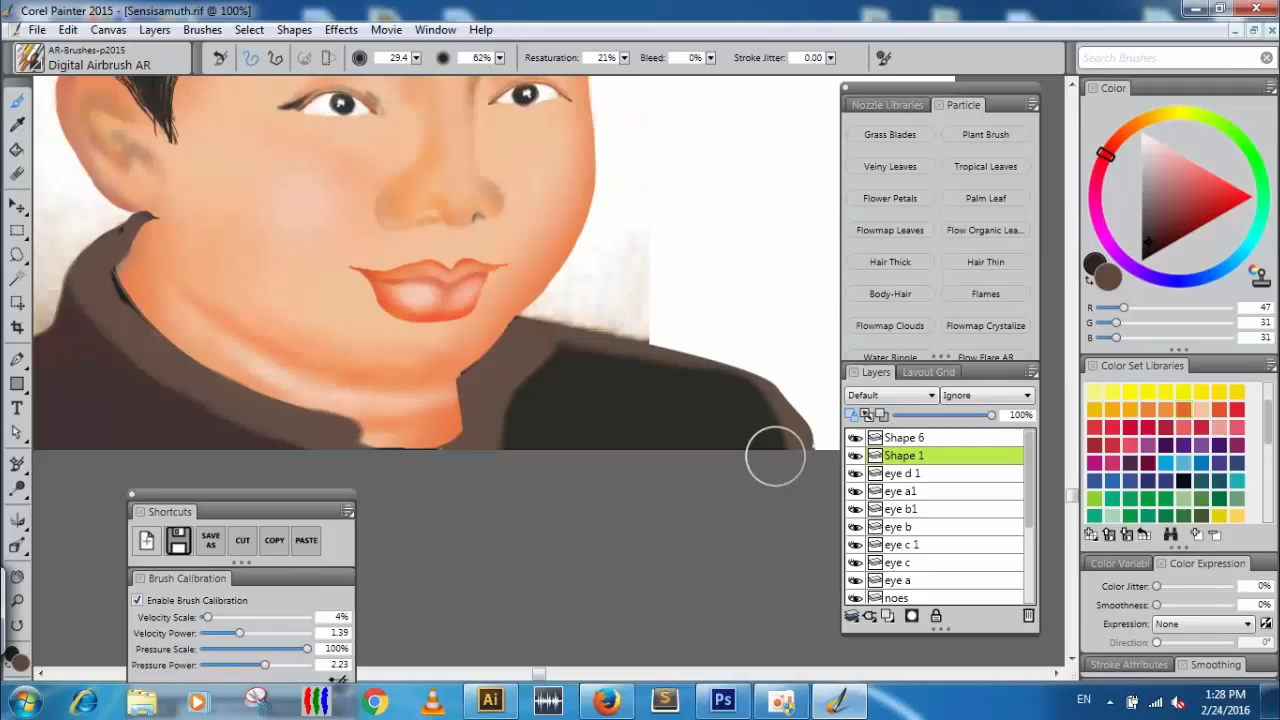 Corel Painter 2015 - [Sensisamuth.rif @ 100%]
File Edit Canvas Layers Brushes Select Shapes Effects Movie Window Help
AR-Brushes-p2015
Digital Airbrush AR
29.4 62% Resaturation: 21% Bleed: 0% Stroke Jitter: 0.00
Search Brushes
Nozzle Libraries Particle
Grass Blades Plant Brush
Veiny Leaves Tropical Leaves
Flower Petals Palm Leaf
Flowmap Leaves Flow Organic Lea...
Hair Thick Hair Thin
Body-Hair Flames
Flowmap Clouds Flowmap Crystalize
Water Ripple Flow Flare AR
Layers Layout Grid
Default Ignore
100%
Shape 6
Shape 1
eye d 1
eye a1
eye b1
eye b
eye c 1
eye c
eye a
noes
Color
R 47
G 31
B 31
Color Set Libraries
Color Variabi Color Expression
Color Jitter: 0%
Smoothness: 0%
Expression: None
Direction: 0°
Stroke Attributes Smoothing
Shortcuts
SAVE AS CUT COPY PASTE
Brush Calibration
Enable Brush Calibration
Velocity Scale: 4%
Velocity Power: 1.39
Pressure Scale: 100%
Pressure Power: 2.23
Ai S Ps
EN
1:28 PM
2/24/2016